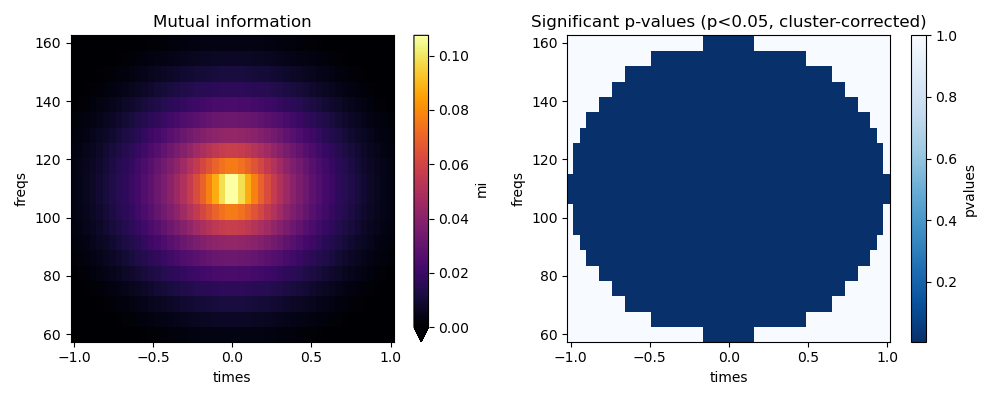 Mutual information
160
140
120
100
80
60
freqs
−1.0 −0.5 0.0 0.5 1.0
times
0.10
0.08
0.06
0.04
0.02
0.00
mi
Significant p-values (p<0.05, cluster-corrected)
160
140
120
100
80
60
freqs
−1.0 −0.5 0.0 0.5 1.0
times
1.0
0.8
0.6
0.4
0.2
pvalues